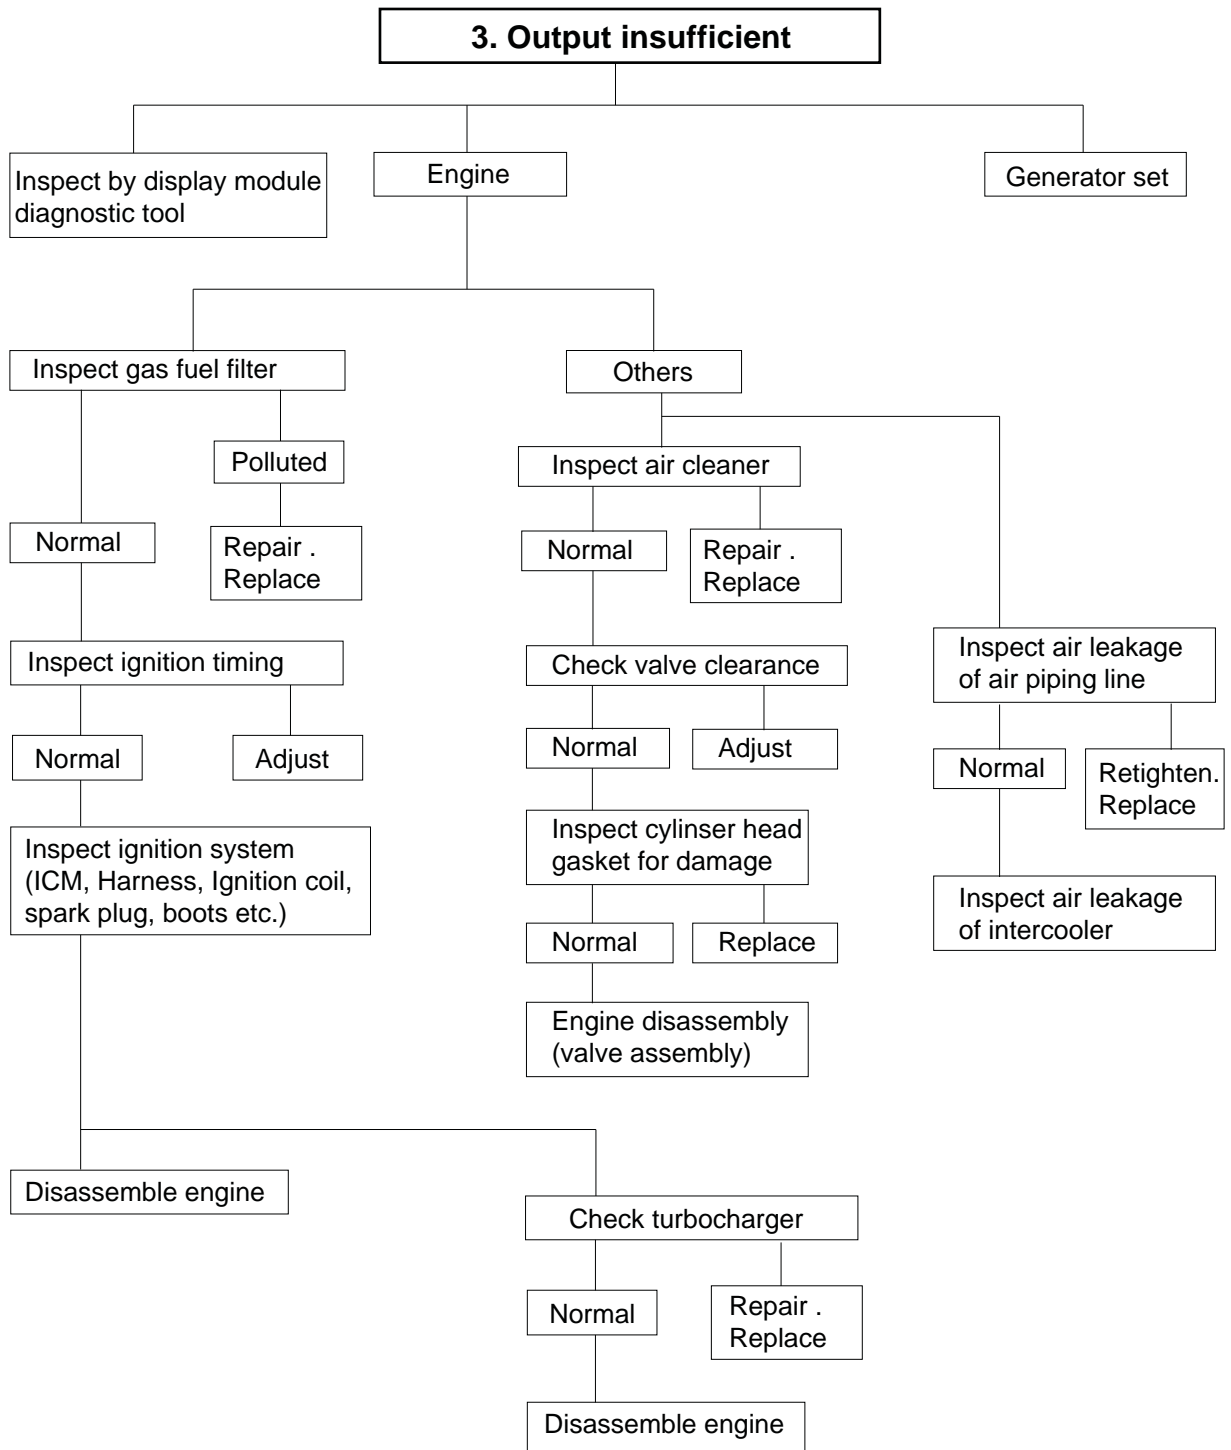 3. Output insufficient
Inspect by display module
diagnostic tool
Engine
Generator set
Inspect gas fuel filter
Others
Polluted
Inspect air cleaner
Normal
Repair .
Replace
Normal
Repair .
Replace
Inspect ignition timing
Check valve clearance
Inspect air leakage
of air piping line
Normal
Adjust
Normal
Adjust
Normal
Retighten.
Replace
Inspect ignition system
(ICM, Harness, Ignition coil,
spark plug, boots etc.)
Inspect cylinser head
gasket for damage
Inspect air leakage
of intercooler
Normal
Replace
Engine disassembly
(valve assembly)
Disassemble engine
Check turbocharger
Normal
Repair .
Replace
Disassemble engine